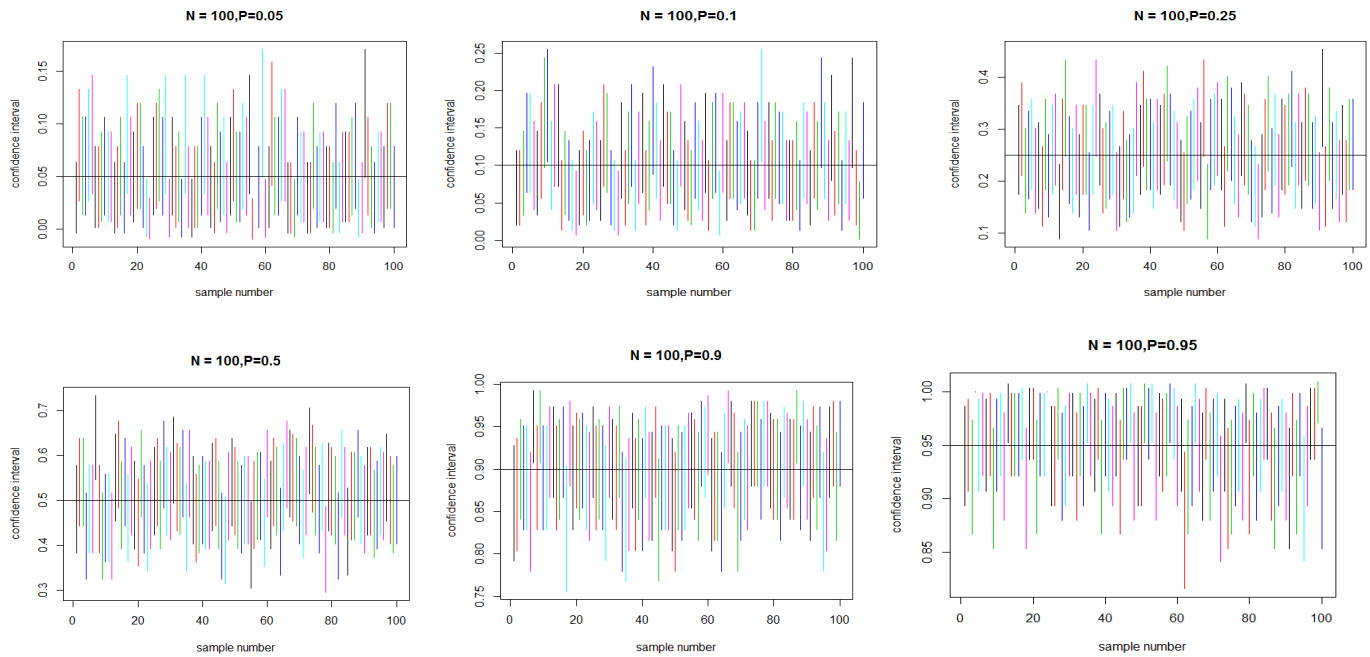 N = 100,P=0.05
confidence interval
0.15
0.10
0.05
0.00
0 20 40 60 80 100
sample number
N = 100,P=0.1
confidence interval
0.25
0.20
0.15
0.10
0.05
0.00
0 20 40 60 80 100
sample number
N = 100,P=0.25
confidence interval
0.4
0.3
0.2
0.1
0 20 40 60 80 100
sample number
N = 100,P=0.5
confidence interval
0.7
0.6
0.5
0.4
0.3
0 20 40 60 80 100
sample number
N = 100,P=0.9
confidence interval
1.00
0.95
0.90
0.85
0.80
0.75
0 20 40 60 80 100
sample number
N = 100,P=0.95
confidence interval
1.00
0.95
0.90
0.85
0 20 40 60 80 100
sample number